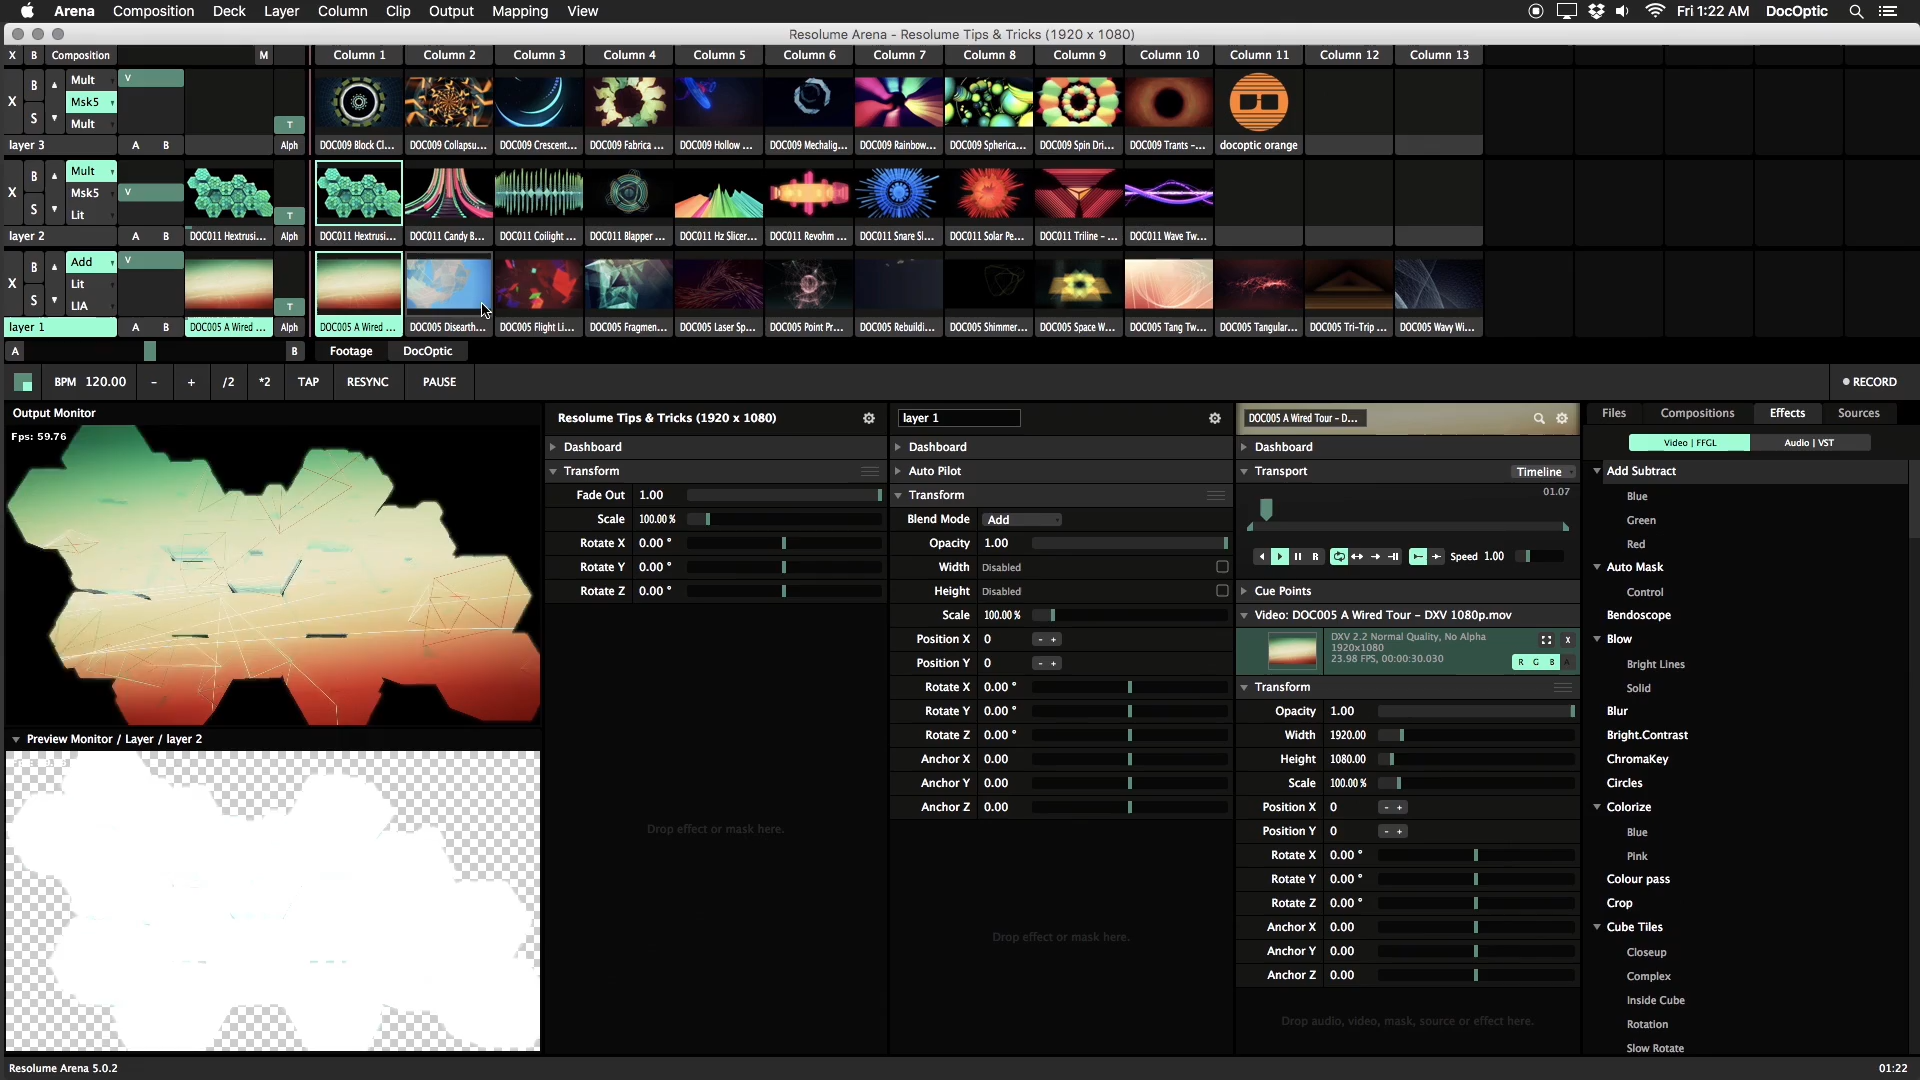 Arena Composition Deck Layer Column Clip Output Mapping View Fri 1:22 AM DocOptic
Resolume Arena - Resolume Tips & Tricks (1920 x 1080)
X B Composition M Column 1 Column 2 Column 3 Column 4 Column 5 Column 6 Column 7 Column 8 Column 9 Column 10 Column 11 Column 12 Column 13
X B S Mult Msk5 Mult V T
layer 3 A B Alph DOC009 Block Cl... DOC009 Collapsu... DOC009 Crescent... DOC009 Fabrica ... DOC009 Hollow ... DOC009 Mechalig... DOC009 Rainbow... DOC009 Spherica... DOC009 Spin Dri... DOC009 Trants -... docoptic orange
X B S Mult Msk5 Lit V T
layer 2 A B DOC011 Hextrusi... Alph DOC011 Hextrusi... DOC011 Candy B... DOC011 Coilight ... DOC011 Blapper ... DOC011 Hz Slicer... DOC011 Revohm ... DOC011 Snare Sl... DOC011 Solar Pe... DOC011 Triline - ... DOC011 Wave Tw...
X B S Add Lit LIA V T
layer 1 A B DOC005 A Wired ... Alph DOC005 A Wired ... DOC005 Disearth... DOC005 Flight Li... DOC005 Fragmen... DOC005 Laser Sp... DOC005 Point Pr... DOC005 Rebuildi... DOC005 Shimmer... DOC005 Space W... DOC005 Tang Tw... DOC005 Tangular... DOC005 Tri-Trip ... DOC005 Wavy Wi...
A B Footage DocOptic
BPM 120.00 - + /2 *2 TAP RESYNC PAUSE RECORD
Output Monitor
Fps: 59.76
Preview Monitor / Layer / layer 2
Resolume Tips & Tricks (1920 x 1080)
Dashboard
Transform
Fade Out 1.00
Scale 100.00 %
Rotate X 0.00 °
Rotate Y 0.00 °
Rotate Z 0.00 °
Drop effect or mask here.
layer 1
Dashboard
Auto Pilot
Transform
Blend Mode Add
Opacity 1.00
Width Disabled
Height Disabled
Scale 100.00 %
Position X 0 - +
Position Y 0 - +
Rotate X 0.00 °
Rotate Y 0.00 °
Rotate Z 0.00 °
Anchor X 0.00
Anchor Y 0.00
Anchor Z 0.00
Drop effect or mask here.
DOC005 A Wired Tour - D...
Dashboard
Transport Timeline
01.07
R Speed 1.00
Cue Points
Video: DOC005 A Wired Tour - DXV 1080p.mov
DXV 2.2 Normal Quality, No Alpha X
1920x1080
23.98 FPS, 00:00:30.030 R G B A
Transform
Opacity 1.00
Width 1920.00
Height 1080.00
Scale 100.00 %
Position X 0 - +
Position Y 0 - +
Rotate X 0.00 °
Rotate Y 0.00 °
Rotate Z 0.00 °
Anchor X 0.00
Anchor Y 0.00
Anchor Z 0.00
Drop audio, video, mask, source or effect here.
Files Compositions Effects Sources
Video | FFGL Audio | VST
Add Subtract
Blue
Green
Red
Auto Mask
Control
Bendoscope
Blow
Bright Lines
Solid
Blur
Bright.Contrast
ChromaKey
Circles
Colorize
Blue
Pink
Colour pass
Crop
Cube Tiles
Closeup
Complex
Inside Cube
Rotation
Slow Rotate
Resolume Arena 5.0.2 01:22